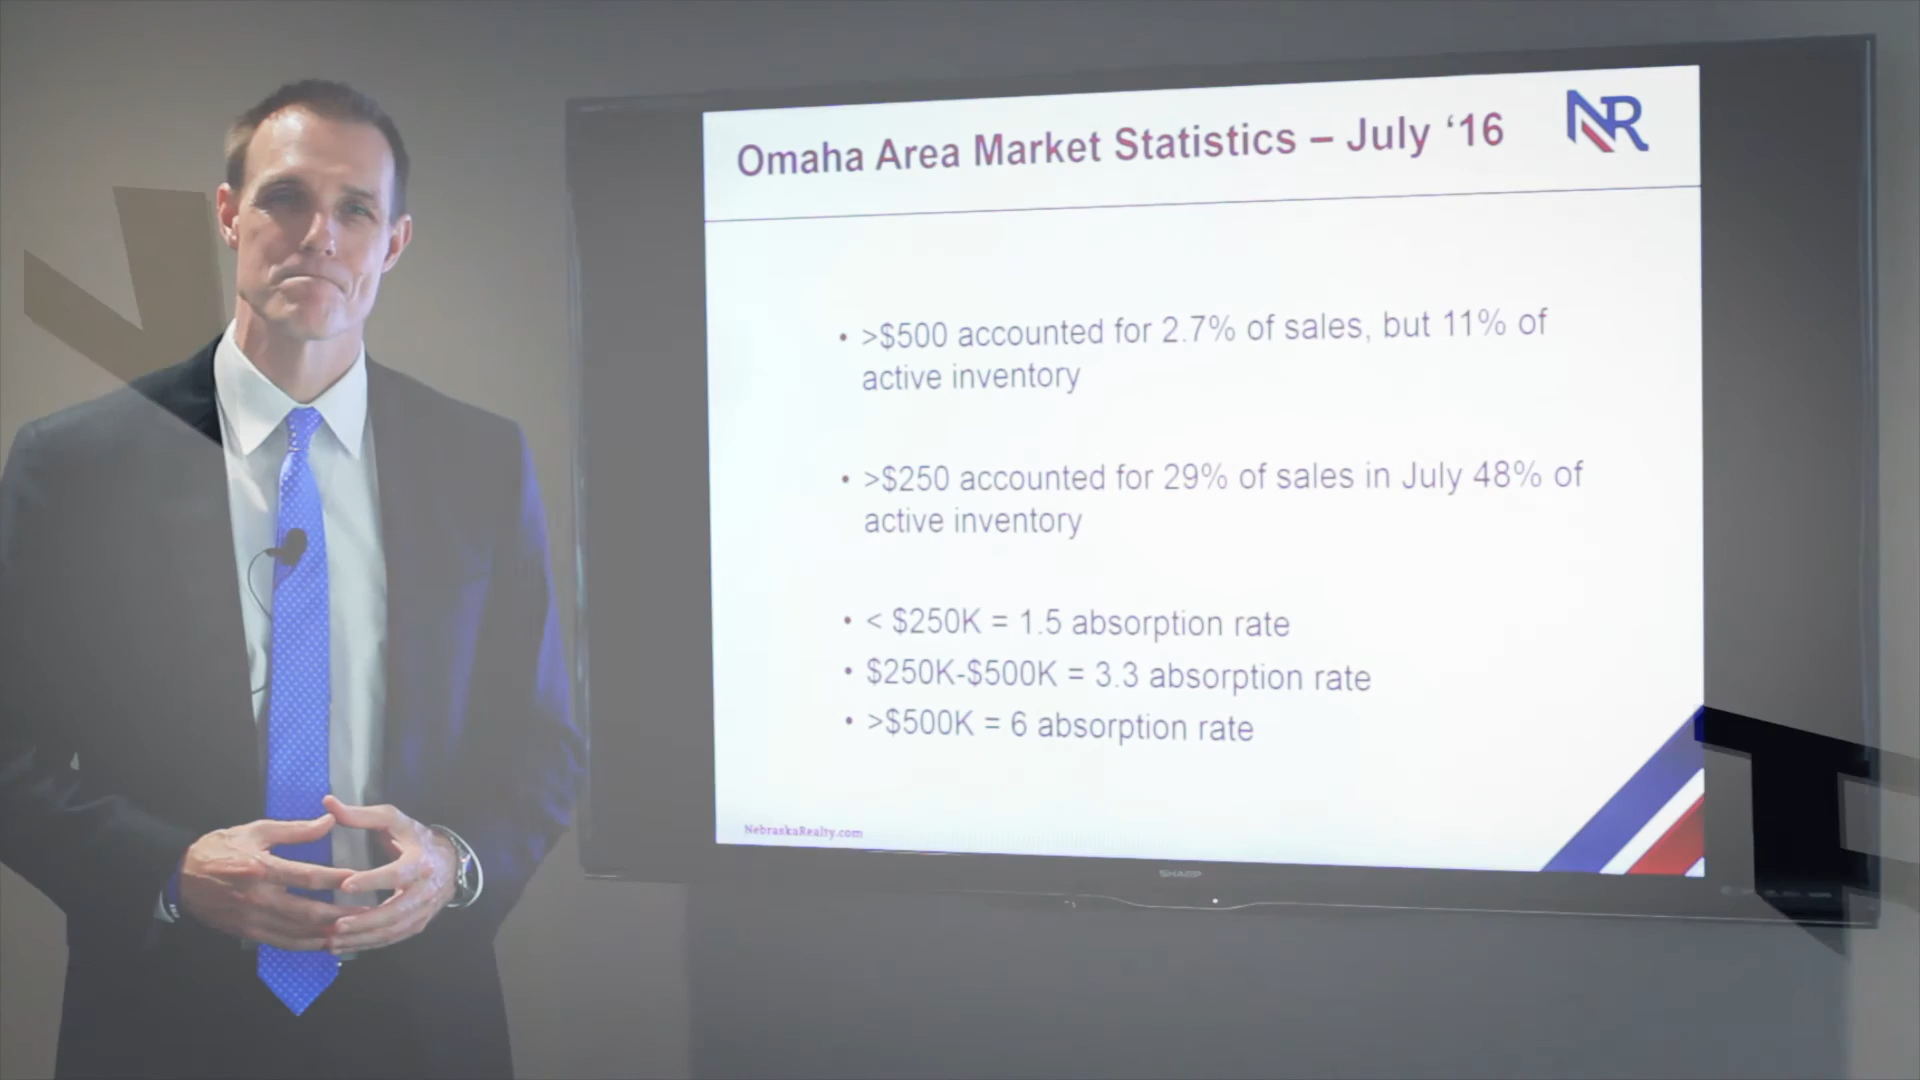 Omaha Area Market Statistics – July ‘16
NR
• >$500 accounted for 2.7% of sales, but 11% of
active inventory
• >$250 accounted for 29% of sales in July 48% of
active inventory
• < $250K = 1.5 absorption rate
• $250K-$500K = 3.3 absorption rate
• >$500K = 6 absorption rate
NebraskaRealty.com
SHARP